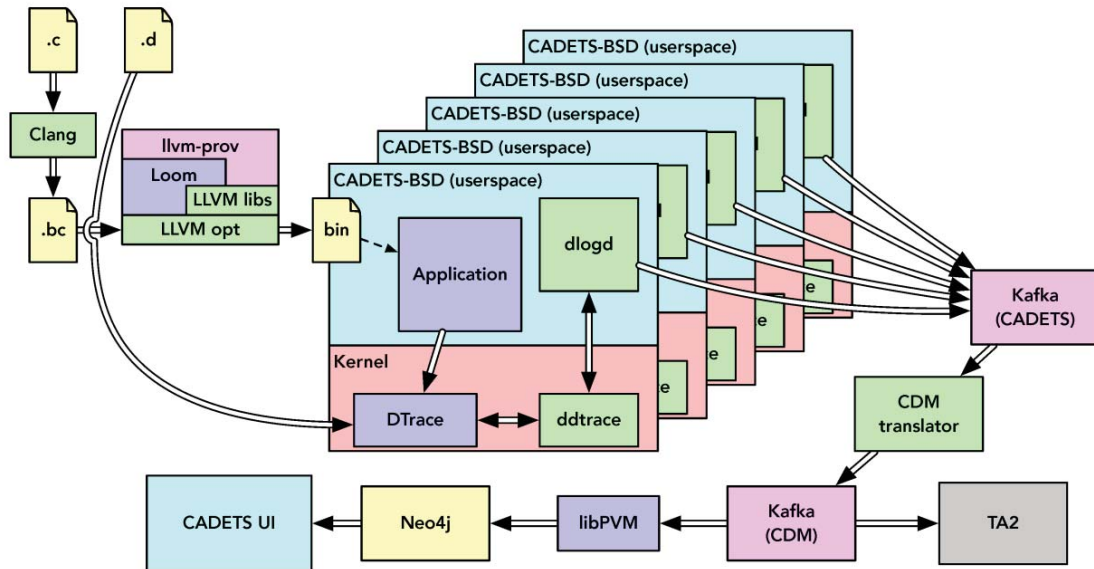 .c
.d
CADETS-BSD (userspace)
CADETS-BSD (userspace)
CADETS-BSD (userspace)
CADETS-BSD (userspace)
CADETS-BSD (userspace)
Clang
llvm-prov
Loom
LLVM libs
LLVM opt
.bc
bin
Application
dlogd
Kafka
(CADETS)
Kernel
DTrace
ddtrace
CDM
translator
CADETS UI
Neo4j
libPVM
Kafka
(CDM)
TA2